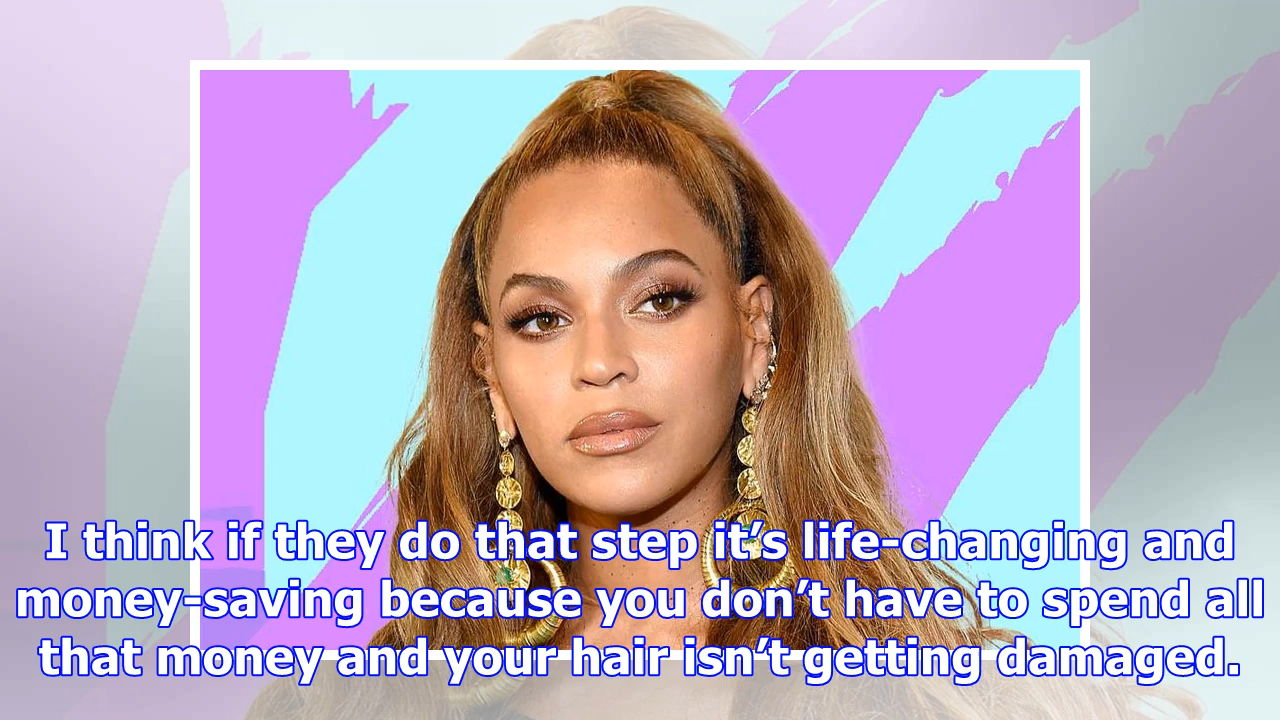 I think if they do that step it’s life-changing and
money-saving because you don’t have to spend all
that money and your hair isn’t getting damaged.